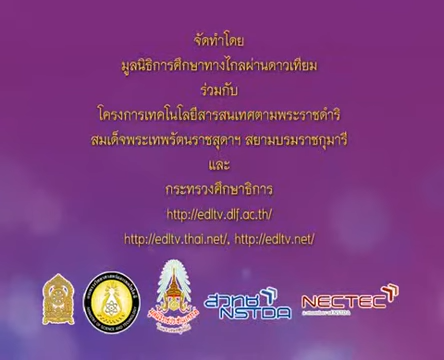 จัดทำโดย
มูลนิธิการศึกษาทางไกลผ่านดาวเทียม
ร่วมกับ
โครงการเทคโนโลยีสารสนเทศตามพระราชดำริ
สมเด็จพระเทพรัตนราชสุดาฯ สยามบรมราชกุมารี
และ
กระทรวงศึกษาธิการ
http://edltv.dlf.ac.th/
http://edltv.thai.net/, http://edltv.net/
สวทช NECTEC
NSTDA